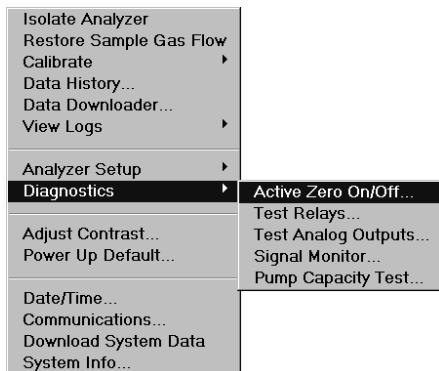 Isolate Analyzer
Restore Sample Gas Flow
Calibrate
Data History...
Data Downloader...
View Logs
Analyzer Setup
Diagnostics
Adjust Contrast...
Power Up Default...
Date/Time...
Communications...
Download System Data
System Info...
Active Zero On/Off...
Test Relays...
Test Analog Outputs...
Signal Monitor...
Pump Capacity Test...